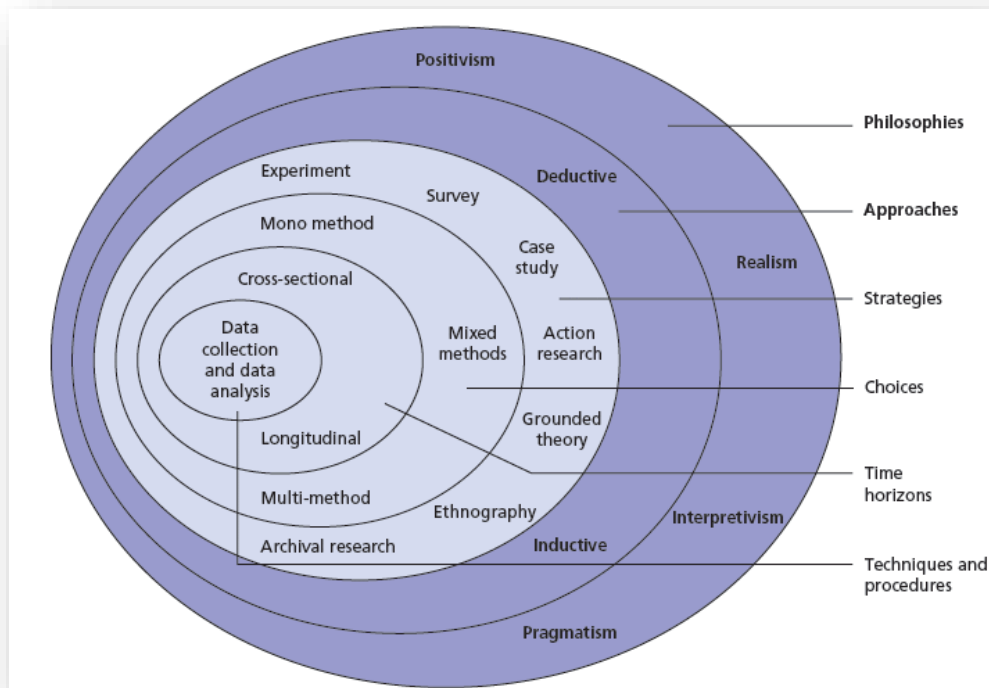 Positivism
Philosophies
Experiment
Deductive
Survey
Approaches
Mono method
Case
study
Realism
Cross-sectional
Strategies
Data
collection
and data
analysis
Mixed
methods
Action
research
Choices
Grounded
theory
Longitudinal
Time
horizons
Multi-method
Ethnography
Interpretivism
Archival research
Inductive
Techniques and
procedures
Pragmatism